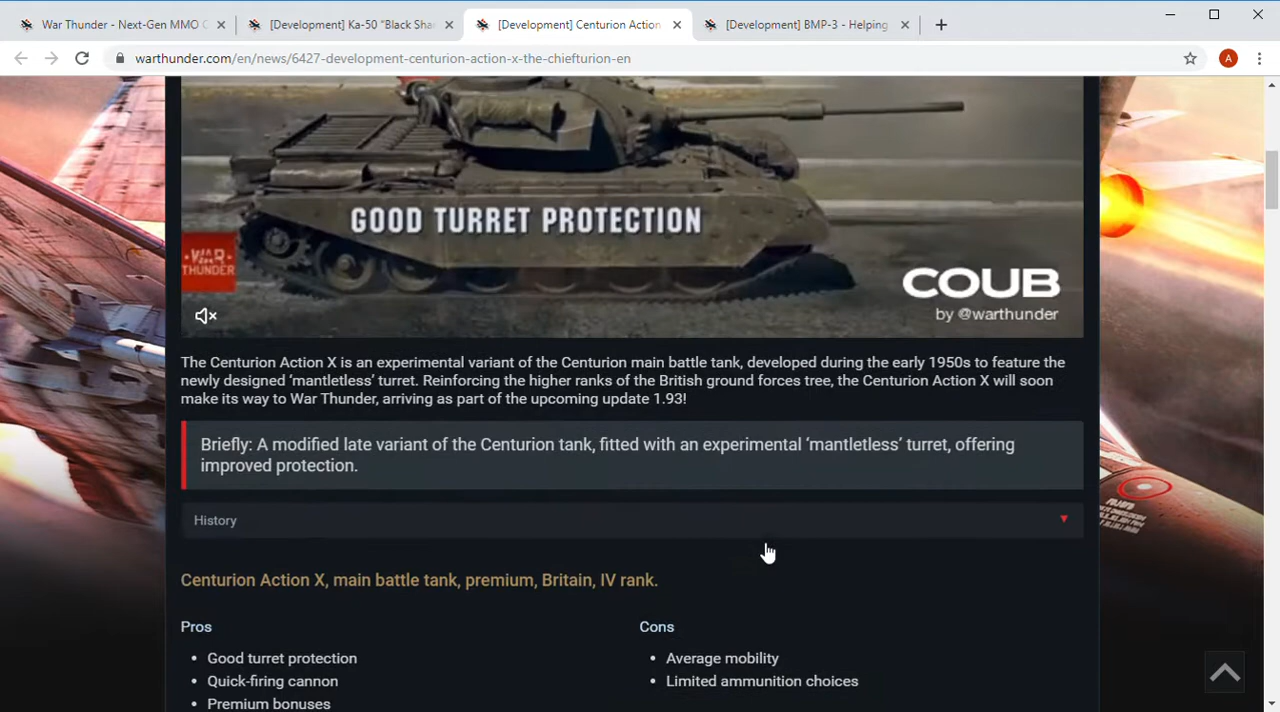 War Thunder - Next-Gen MMO C
[Development] Ka-50 "Black Sha
[Development] Centurion Action
[Development] BMP-3 - Helping
warthunder.com/en/news/6427-development-centurion-action-x-the-chiefturion-en
A
GOOD TURRET PROTECTION
WAR
THUNDER
COUB
by @warthunder
The Centurion Action X is an experimental variant of the Centurion main battle tank, developed during the early 1950s to feature the
newly designed ‘mantletless’ turret. Reinforcing the higher ranks of the British ground forces tree, the Centurion Action X will soon
make its way to War Thunder, arriving as part of the upcoming update 1.93!
Briefly: A modified late variant of the Centurion tank, fitted with an experimental ‘mantletless’ turret, offering
improved protection.
History
Centurion Action X, main battle tank, premium, Britain, IV rank.
Pros
Cons
• Good turret protection
• Average mobility
• Quick-firing cannon
• Limited ammunition choices
• Premium bonuses